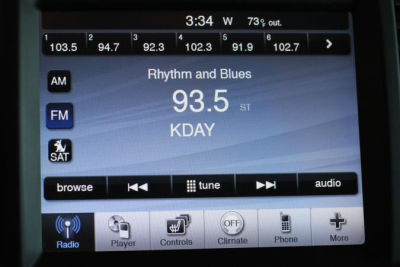 3:34 W 73° out.
1 2 3 4 5 6
103.5 94.7 92.3 102.3 91.9 102.7
AM
Rhythm and Blues
FM
93.5 ST
KDAY
SAT
browse tune audio
OFF
Radio Player Controls Climate Phone More